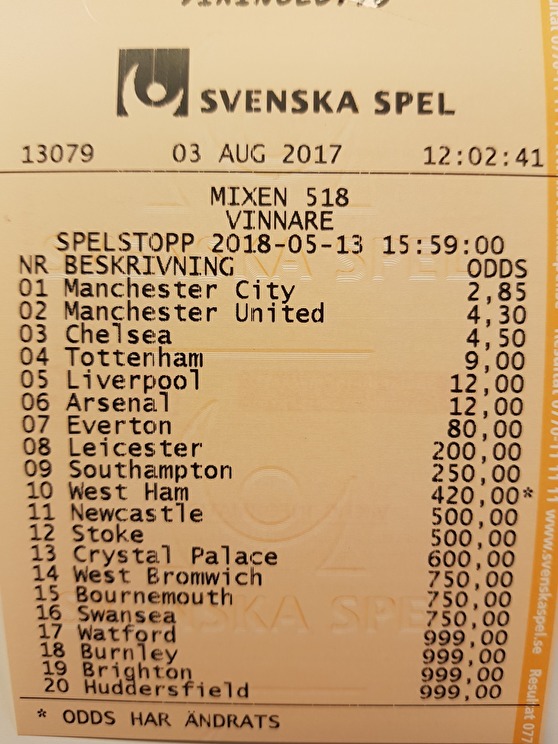 SVENSKA SPEL
13079 03 AUG 2017 12:02:41
MIXEN 518
VINNARE
SPELSTOPP 2018-05-13 15:59:00
NR BESKRIVNING ODDS
01 Manchester City 2,85
02 Manchester United 4,30
03 Chelsea 4,50
04 Tottenham 9,00
05 Liverpool 12,00
06 Arsenal 12,00
07 Everton 80,00
08 Leicester 200,00
09 Southampton 250,00
10 West Ham 420,00*
11 Newcastle 500,00
12 Stoke 500,00
13 Crystal Palace 600,00
14 West Bromwich 750,00
15 Bournemouth 750,00
16 Swansea 750,00
17 Watford 999,00
18 Burnley 999,00
19 Brighton 999,00
20 Huddersfield 999,00
* ODDS HAR ÄNDRATS
www.svenskaspel.se Resultat 077